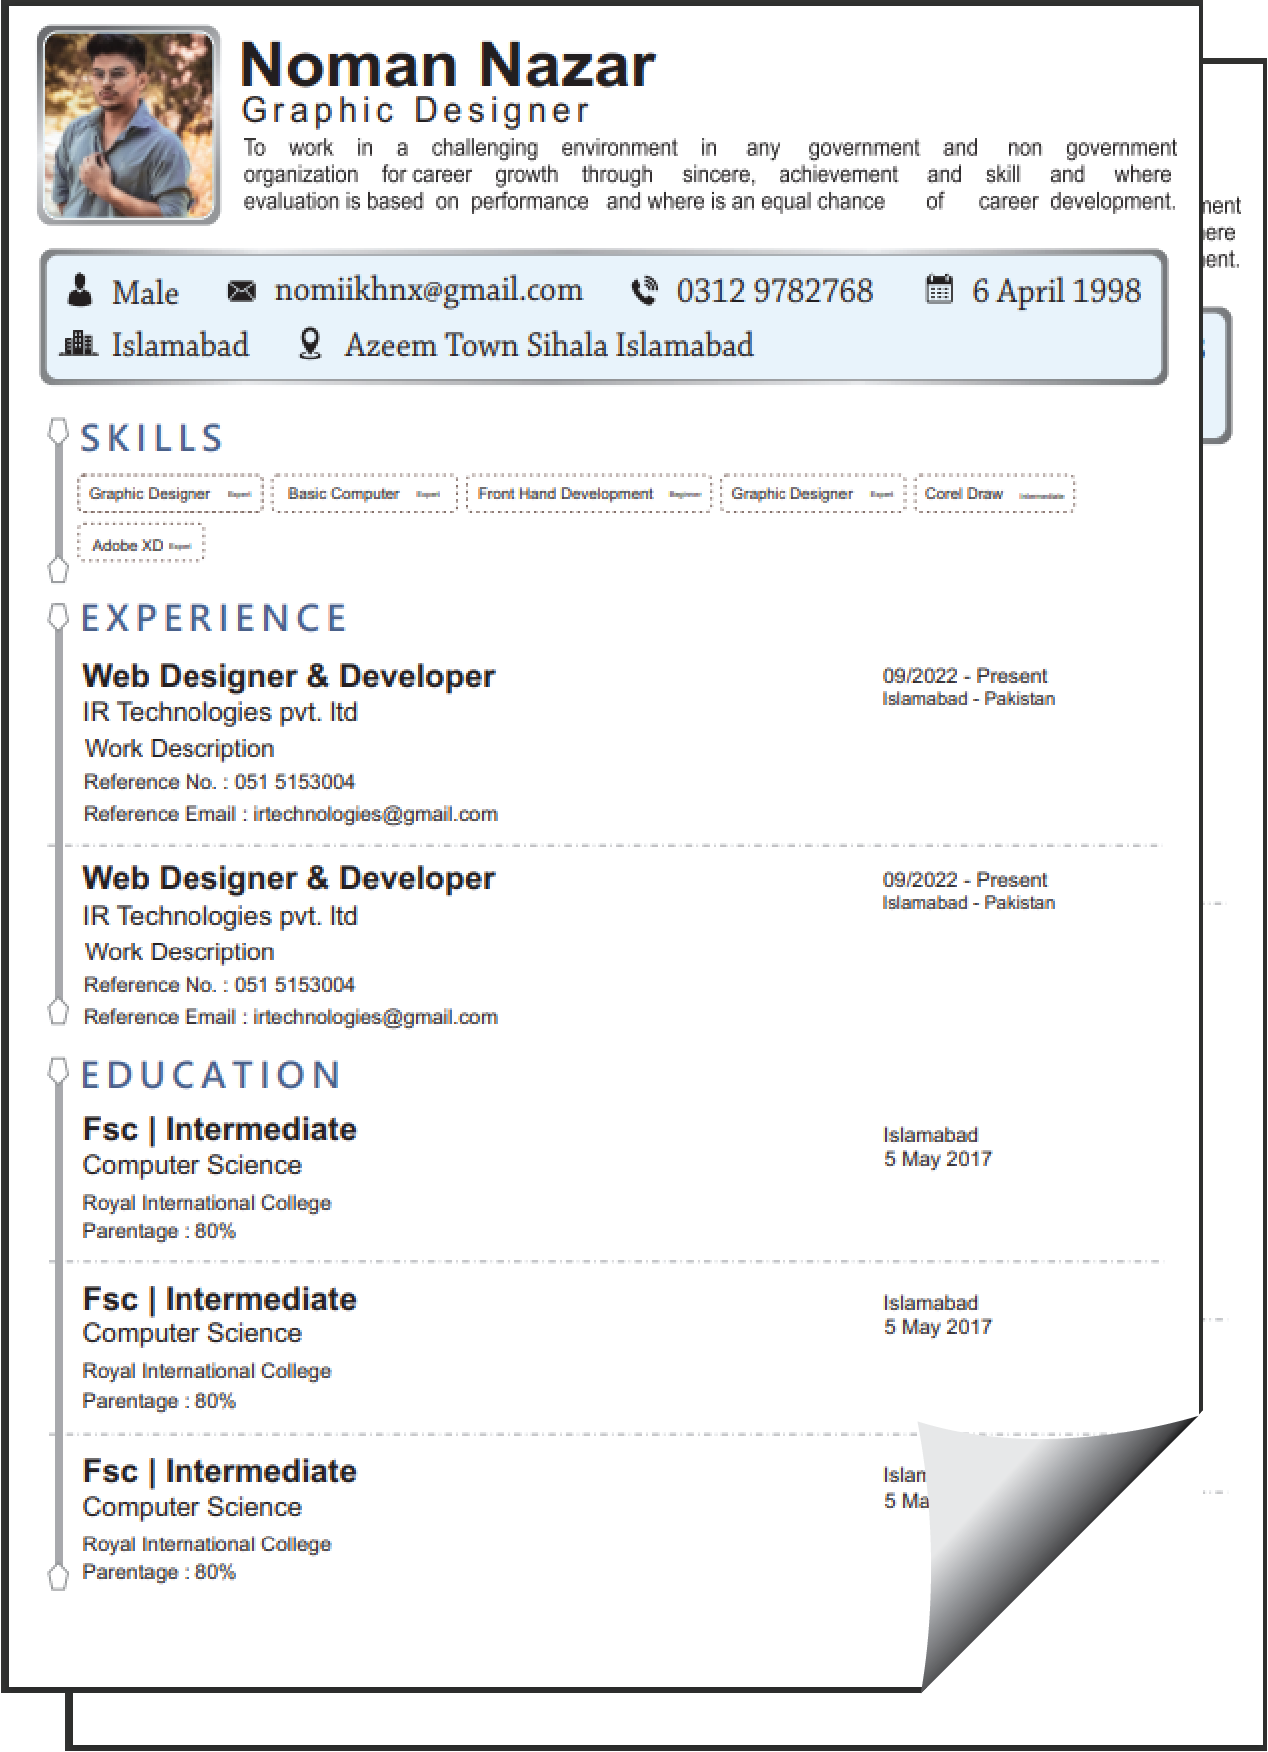 Noman Nazar
Graphic Designer
To work in a challenging environment in any government and non government
organization for career growth through sincere, achievement and skill and where
evaluation is based on performance and where is an equal chance of career development.
Male nomiikhnx@gmail.com 0312 9782768 6 April 1998
Islamabad Azeem Town Sihala Islamabad
SKILLS
Graphic Designer Expert Basic Computer Expert Front Hand Development Beginner Graphic Designer Expert Corel Draw Intermediate
Adobe XD Expert
EXPERIENCE
Web Designer & Developer 09/2022 - Present
IR Technologies pvt. ltd Islamabad - Pakistan
Work Description
Reference No. : 051 5153004
Reference Email : irtechnologies@gmail.com
Web Designer & Developer 09/2022 - Present
IR Technologies pvt. ltd Islamabad - Pakistan
Work Description
Reference No. : 051 5153004
Reference Email : irtechnologies@gmail.com
EDUCATION
Fsc | Intermediate Islamabad
Computer Science 5 May 2017
Royal International College
Parentage : 80%
Fsc | Intermediate Islamabad
Computer Science 5 May 2017
Royal International College
Parentage : 80%
Fsc | Intermediate Islam
Computer Science 5 Ma
Royal International College
Parentage : 80%